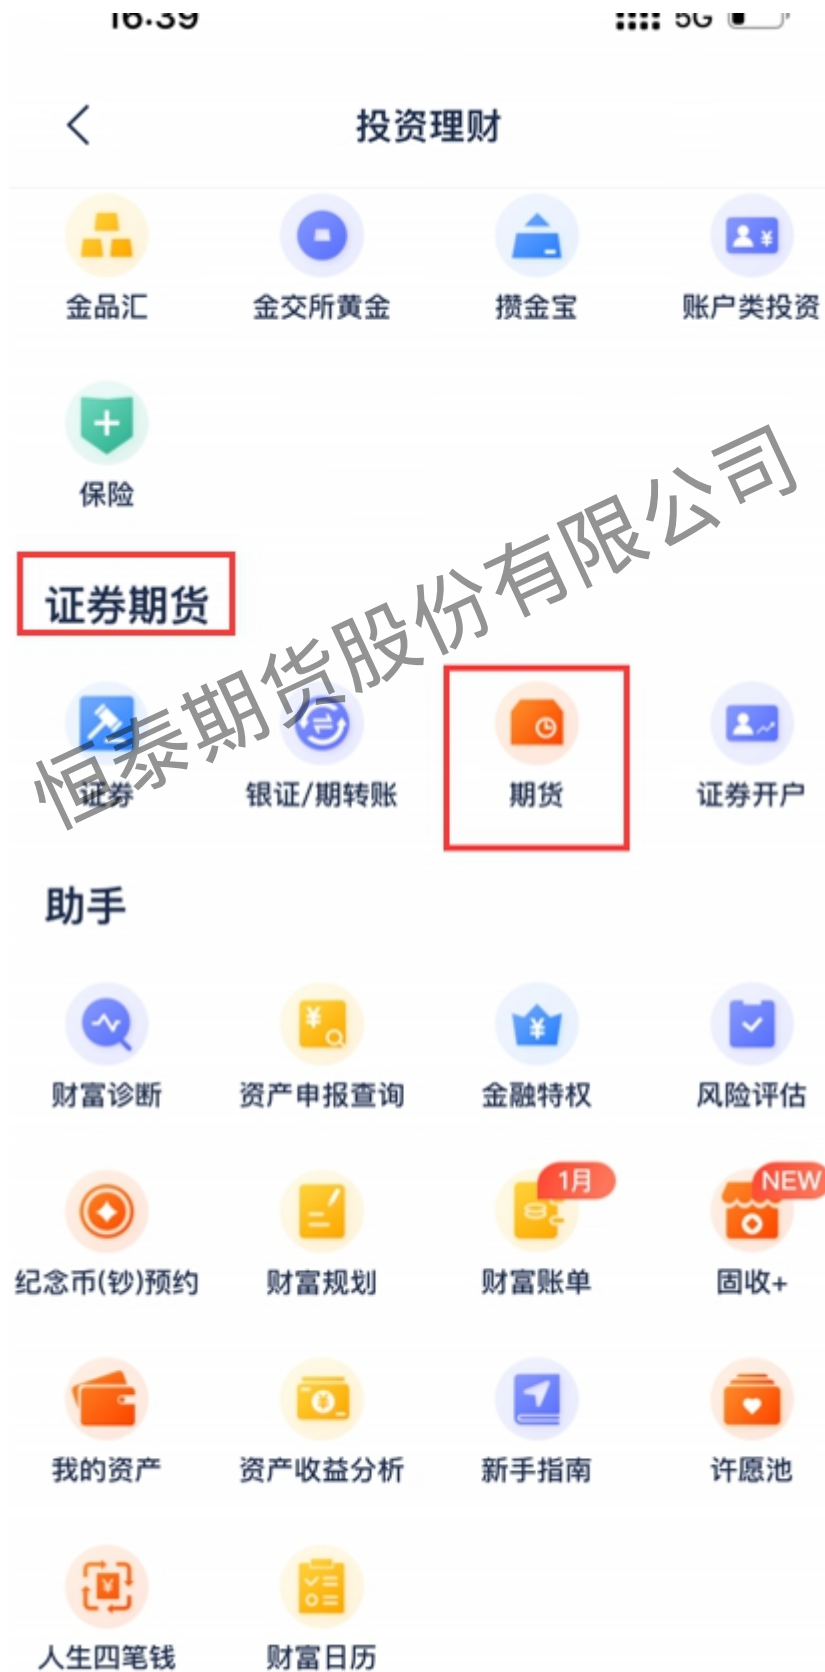 16:39 5G
投资理财
金品汇 金交所黄金 攒金宝 账户类投资
保险
证券期货
证券 银证/期转账 期货 证券开户
恒泰期货股份有限公司
助手
财富诊断 资产申报查询 金融特权 风险评估
1月 NEW
纪念币(钞)预约 财富规划 财富账单 固收+
我的资产 资产收益分析 新手指南 许愿池
人生四笔钱 财富日历